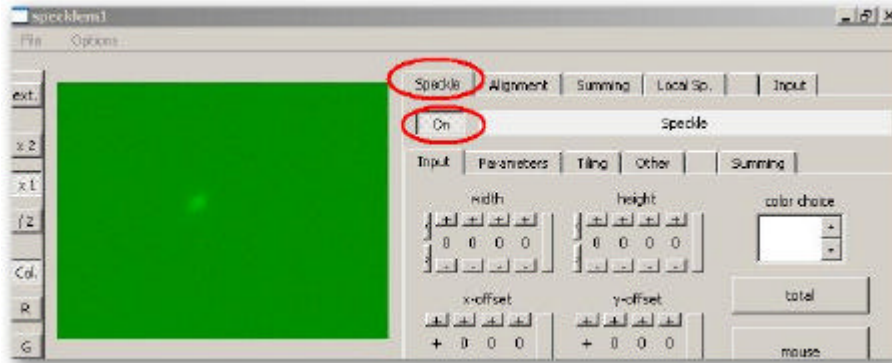 specklem1
File Options
ext.
x 2
x 1
/ 2
Col.
R
G
Speckle Alignment Summing Local Sp. Input
On Speckle
Input Parameters Tiling Other Summing
width height color choice
+ + + + + + + +
0 0 0 0 0 0 0 0
- - - - - - - -
total
x-offset y-offset
+ + + + + + + +
+ 0 0 0 + 0 0 0
mouse